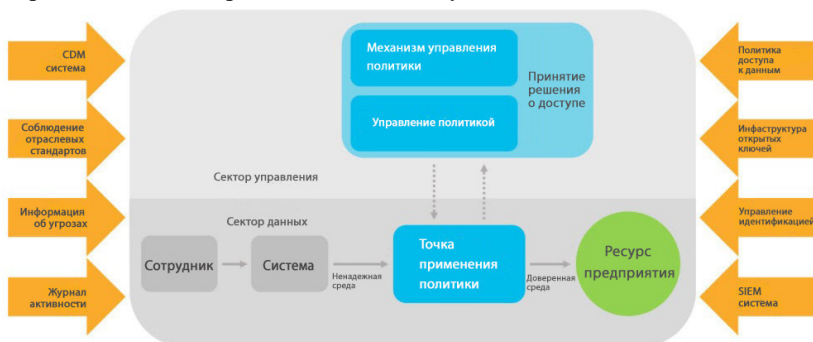 CDM
система
Соблюдение
отраслевых
стандартов
Информация
об угрозах
Журнал
активности
Механизм управления
политики
Управление политикой
Принятие
решения
о доступе
Сектор управления
Сектор данных
Сотрудник
Система
Ненадежная
среда
Точка
применения
политики
Доверенная
среда
Ресурс
предприятия
Политика
доступа
к данным
Инфаструктура
открытых
ключей
Управление
идентификацией
SIEM
система